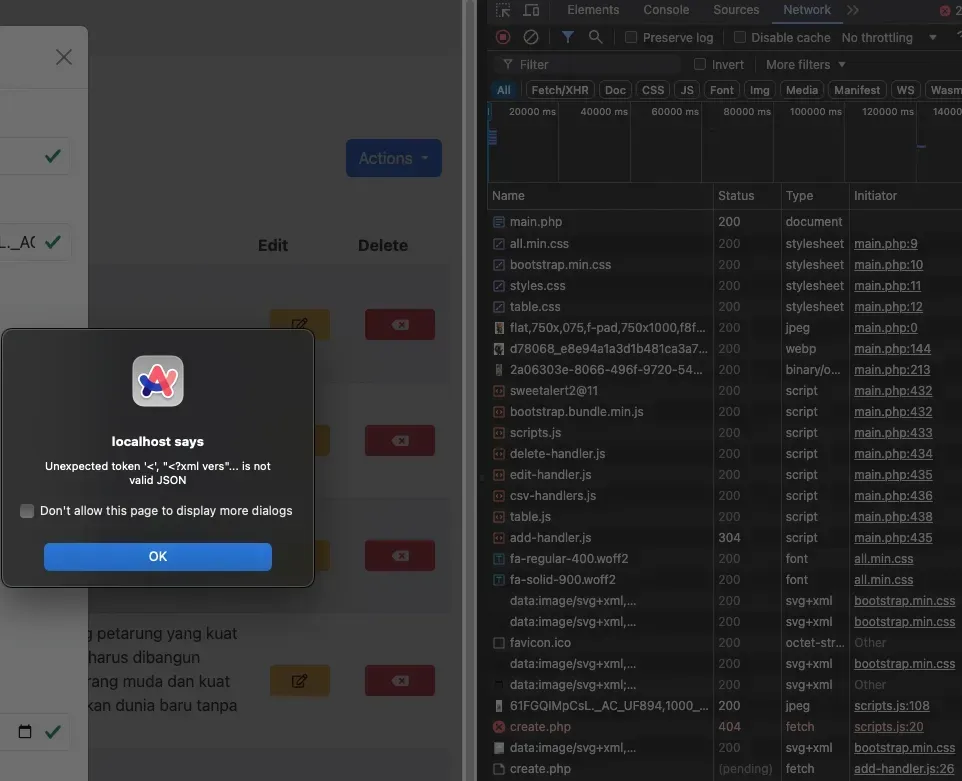 Elements Console Sources Network 2
Preserve log Disable cache No throttling
Filter Invert More filters
All Fetch/XHR Doc CSS JS Font Img Media Manifest WS Wasm
20000 ms 40000 ms 60000 ms 80000 ms 100000 ms 120000 ms 14000
Name Status Type Initiator
main.php 200 document
all.min.css 200 stylesheet main.php:9
bootstrap.min.css 200 stylesheet main.php:10
styles.css 200 stylesheet main.php:11
table.css 200 stylesheet main.php:12
flat,750x,075,f-pad,750x1000,f8f... 200 jpeg main.php:0
d78068_e8e94a1a3d1b481ca3a7... 200 webp main.php:144
2a06303e-8066-496f-9720-54... 200 binary/o... main.php:213
sweetalert2@11 200 script main.php:432
bootstrap.bundle.min.js 200 script main.php:432
scripts.js 200 script main.php:433
delete-handler.js 200 script main.php:434
edit-handler.js 200 script main.php:435
csv-handlers.js 200 script main.php:436
table.js 200 script main.php:438
add-handler.js 304 script main.php:435
fa-regular-400.woff2 200 font all.min.css
fa-solid-900.woff2 200 font all.min.css
data:image/svg+xml,... 200 svg+xml bootstrap.min.css
data:image/svg+xml,... 200 svg+xml bootstrap.min.css
favicon.ico 200 octet-str... Other
data:image/svg+xml,... 200 svg+xml bootstrap.min.css
data:image/svg+xml;... 200 svg+xml Other
61FGQIMpCsL._AC_UF894,1000_... 200 jpeg scripts.js:108
create.php 404 fetch scripts.js:20
data:image/svg+xml,... 200 svg+xml bootstrap.min.css
create.php (pending) fetch add-handler.js:26
Actions
L._AC
Edit Delete
localhost says
Unexpected token '<', "<?xml vers"... is not
valid JSON
Don't allow this page to display more dialogs
OK
g petarung yang kuat
harus dibangun
rang muda dan kuat
kan dunia baru tanpa